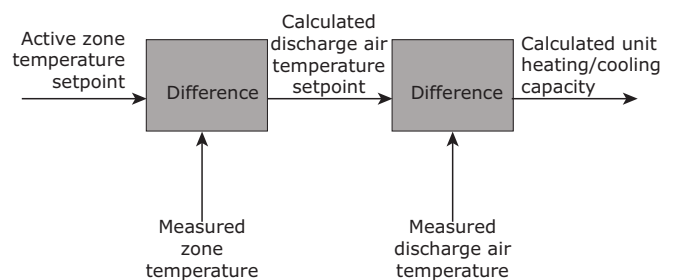 Active zone
temperature
setpoint
Difference
Calculated
discharge air
temperature
setpoint
Difference
Calculated unit
heating/cooling
capacity
Measured
zone
temperature
Measured
discharge air
temperature